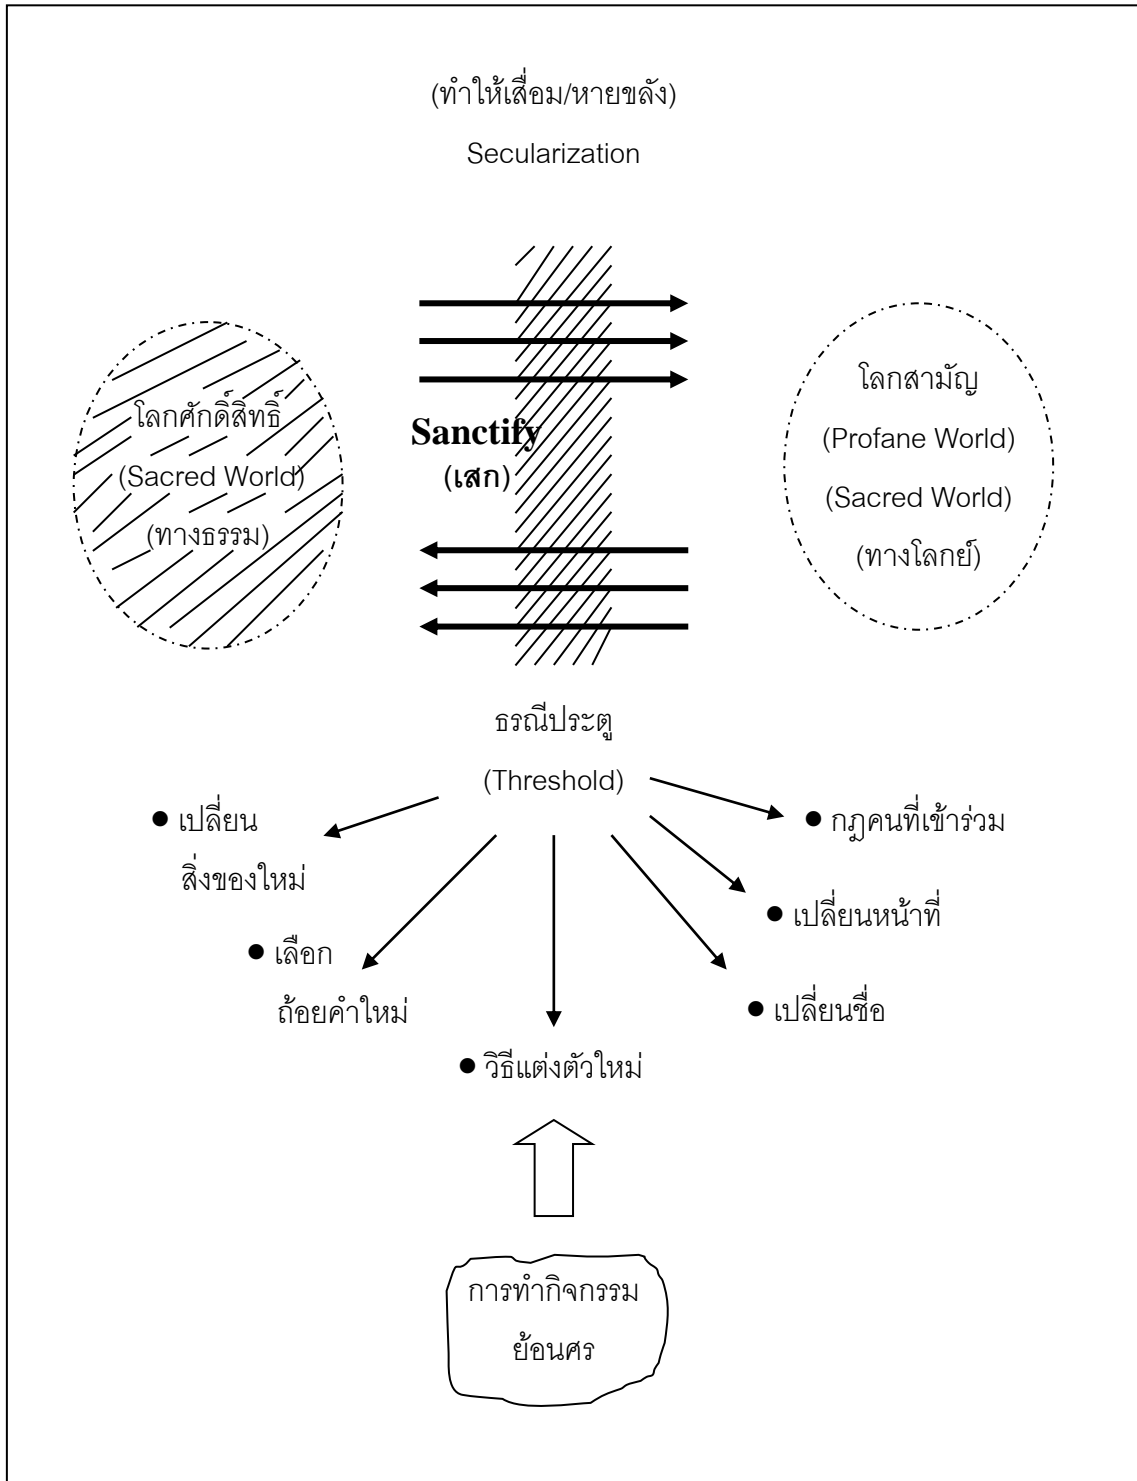 (ทำให้เสื่อม/หายขลัง)
Secularization
โลกศักดิ์สิทธิ์
(Sacred World)
(ทางธรรม)
Sanctify
(เสก)
โลกสามัญ
(Profane World)
(Sacred World)
(ทางโลกย์)
ธรณีประตู
(Threshold)
● เปลี่ยน
สิ่งของใหม่
● เลือก
ถ้อยคำใหม่
● วิธีแต่งตัวใหม่
● กฎคนที่เข้าร่วม
● เปลี่ยนหน้าที่
● เปลี่ยนชื่อ
การทำกิจกรรม
ย้อนศร